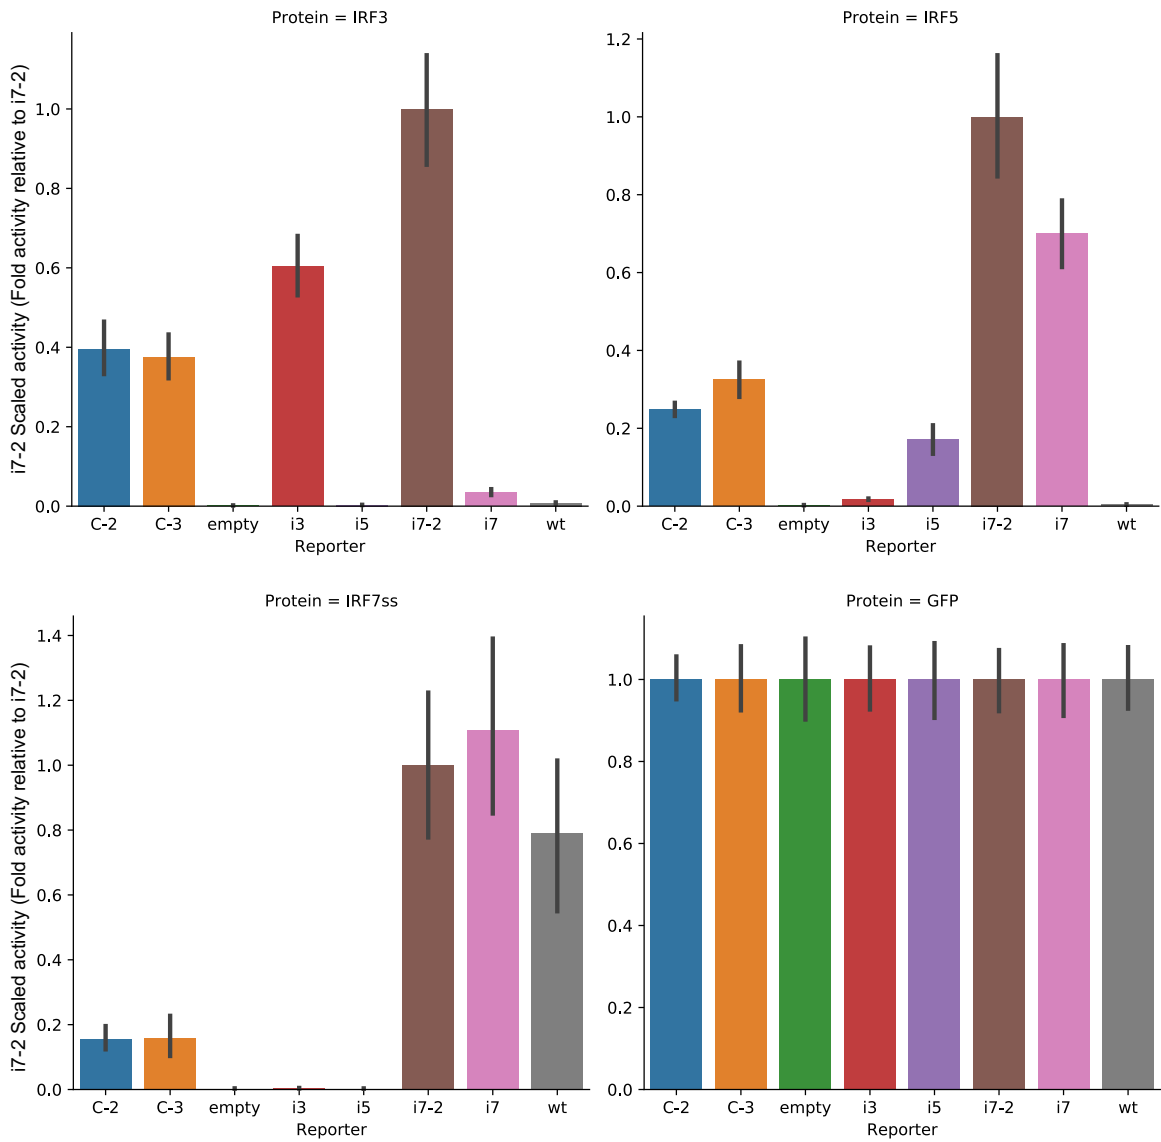 Protein = IRF3
i7-2 Scaled activity (Fold activity relative to i7-2)
1.0
0.8
0.6
0.4
0.2
0.0
C-2 C-3 empty i3 i5 i7-2 i7 wt
Reporter
Protein = IRF5
1.2
1.0
0.8
0.6
0.4
0.2
0.0
C-2 C-3 empty i3 i5 i7-2 i7 wt
Reporter
Protein = IRF7ss
i7-2 Scaled activity (Fold activity relative to i7-2)
1.4
1.2
1.0
0.8
0.6
0.4
0.2
0.0
C-2 C-3 empty i3 i5 i7-2 i7 wt
Reporter
Protein = GFP
1.0
0.8
0.6
0.4
0.2
0.0
C-2 C-3 empty i3 i5 i7-2 i7 wt
Reporter